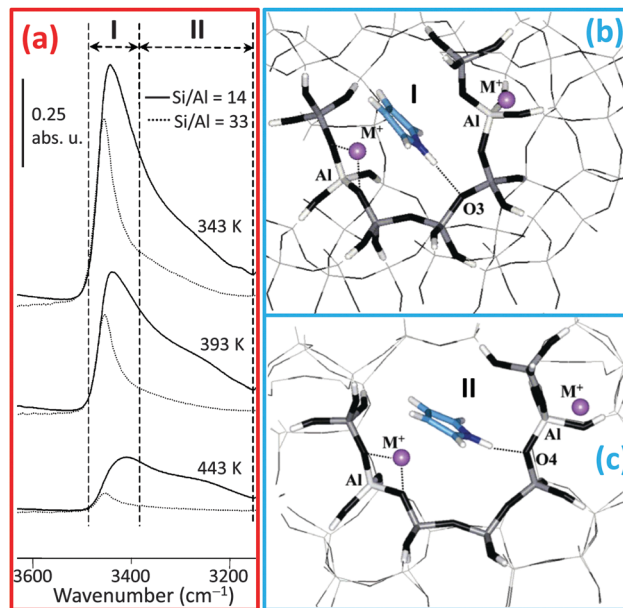 (a)
I II
0.25
abs. u.
Si/Al = 14
Si/Al = 33
343 K
393 K
443 K
3600 3400 3200
Wavenumber (cm⁻¹)
(b)
I
M⁺
Al
M⁺
Al
O3
II
M⁺
M⁺
Al
O4
Al
(c)